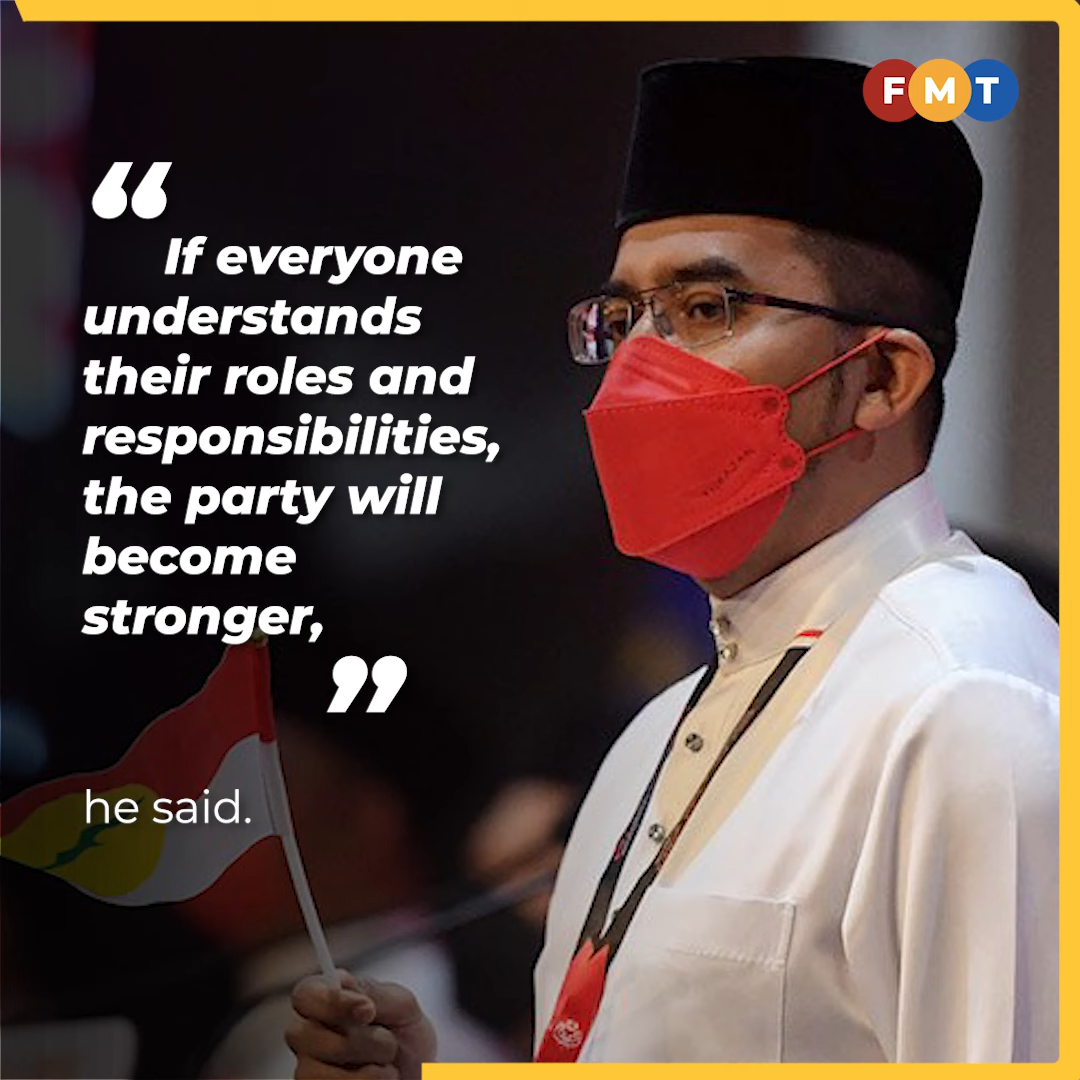 FMT
“
If everyone
understands
their roles and
responsibilities,
the party will
become
stronger,
”
he said.